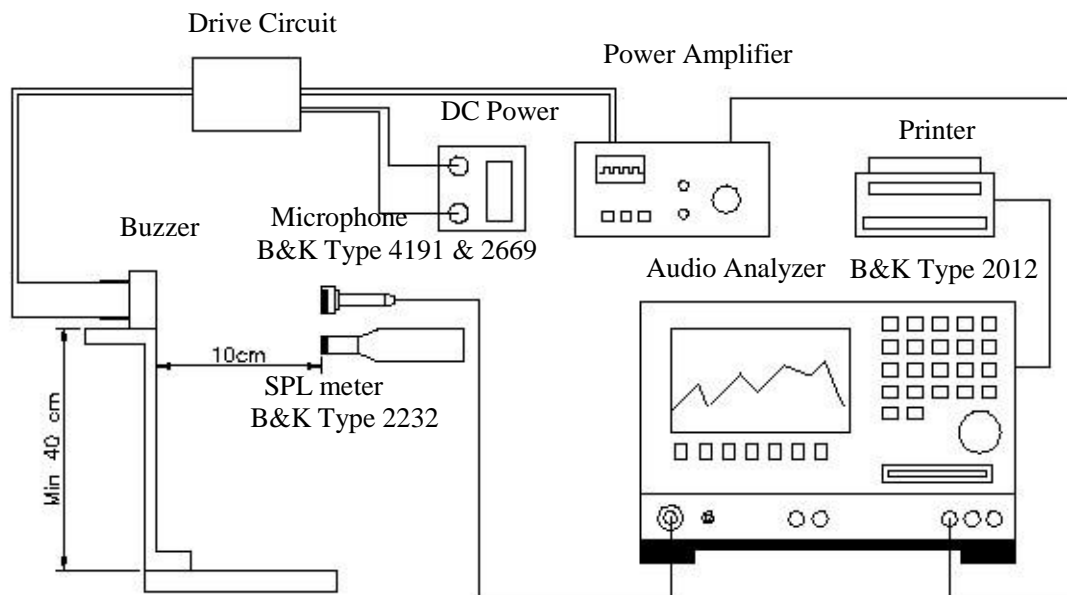 Drive Circuit
Power Amplifier
DC Power
Printer
Microphone
B&K Type 4191 & 2669
Buzzer
Audio Analyzer
B&K Type 2012
10cm
SPL meter
B&K Type 2232
Min 40 cm